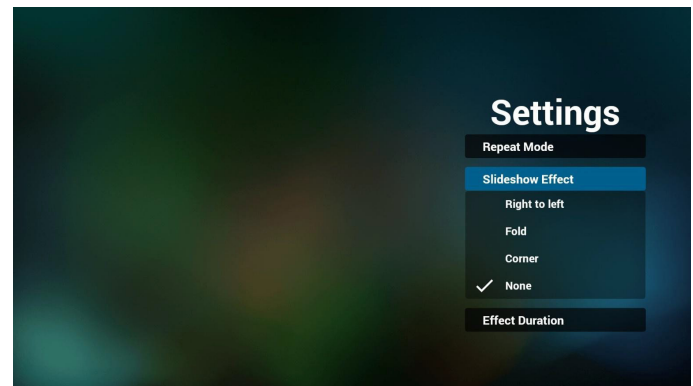 Settings
Repeat Mode
Slideshow Effect
Right to left
Fold
Corner
None
Effect Duration